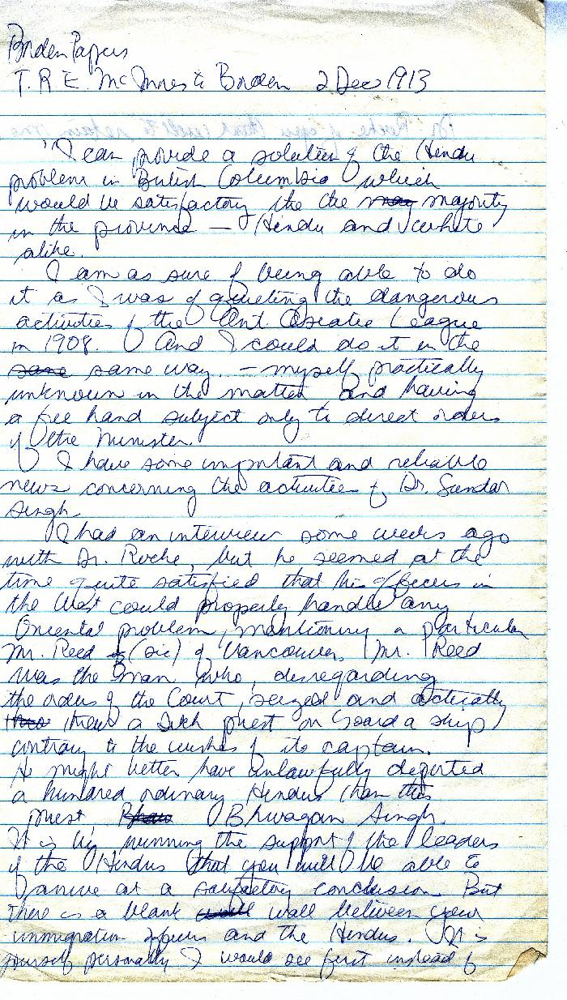 Borden Papers
T. R E. McInnes to Borden 2 Dec 1913
"I can provide a solution of the Hindu
problem in British Columbia which
would be satisfactory the the may majority
in the province — Hindu and white
alike.
I am as sure of being able to do
it as I was of quieting the dangerous
activities of the Anti Asiatic League
in 1908. And I could do it in the
same same way. – myself practically
unknown in the matter and having
a free hand subject only to direct orders
of the Minister.
I have some important and reliable
news concerning the activities of Dr. Sundar
Singh.
I had an interview some weeks ago
with Dr. Roche, but he seemed at the
time quite satisfied that his officers in
the West could properly handle any
Oriental problem, mentioning a particular
Mr. Reed (sic) of Vancouver. Mr. Reed
was the man who, disregarding
the orders of the Court, seized and actually
threw a Sikh priest on board a ship
contrary to the wishes of its captain.
He might better have unlawfully deported
a hundred ordinary Hindus than this
priest Bhwagan Singh.
It is by winning the support of the leaders
of the Hindus that you will be able to
arrive at a satisfactory conclusion. But
there is a blank wall wall between your
immigration officers and the Hindus. It is
yourself personally I would see first instead of